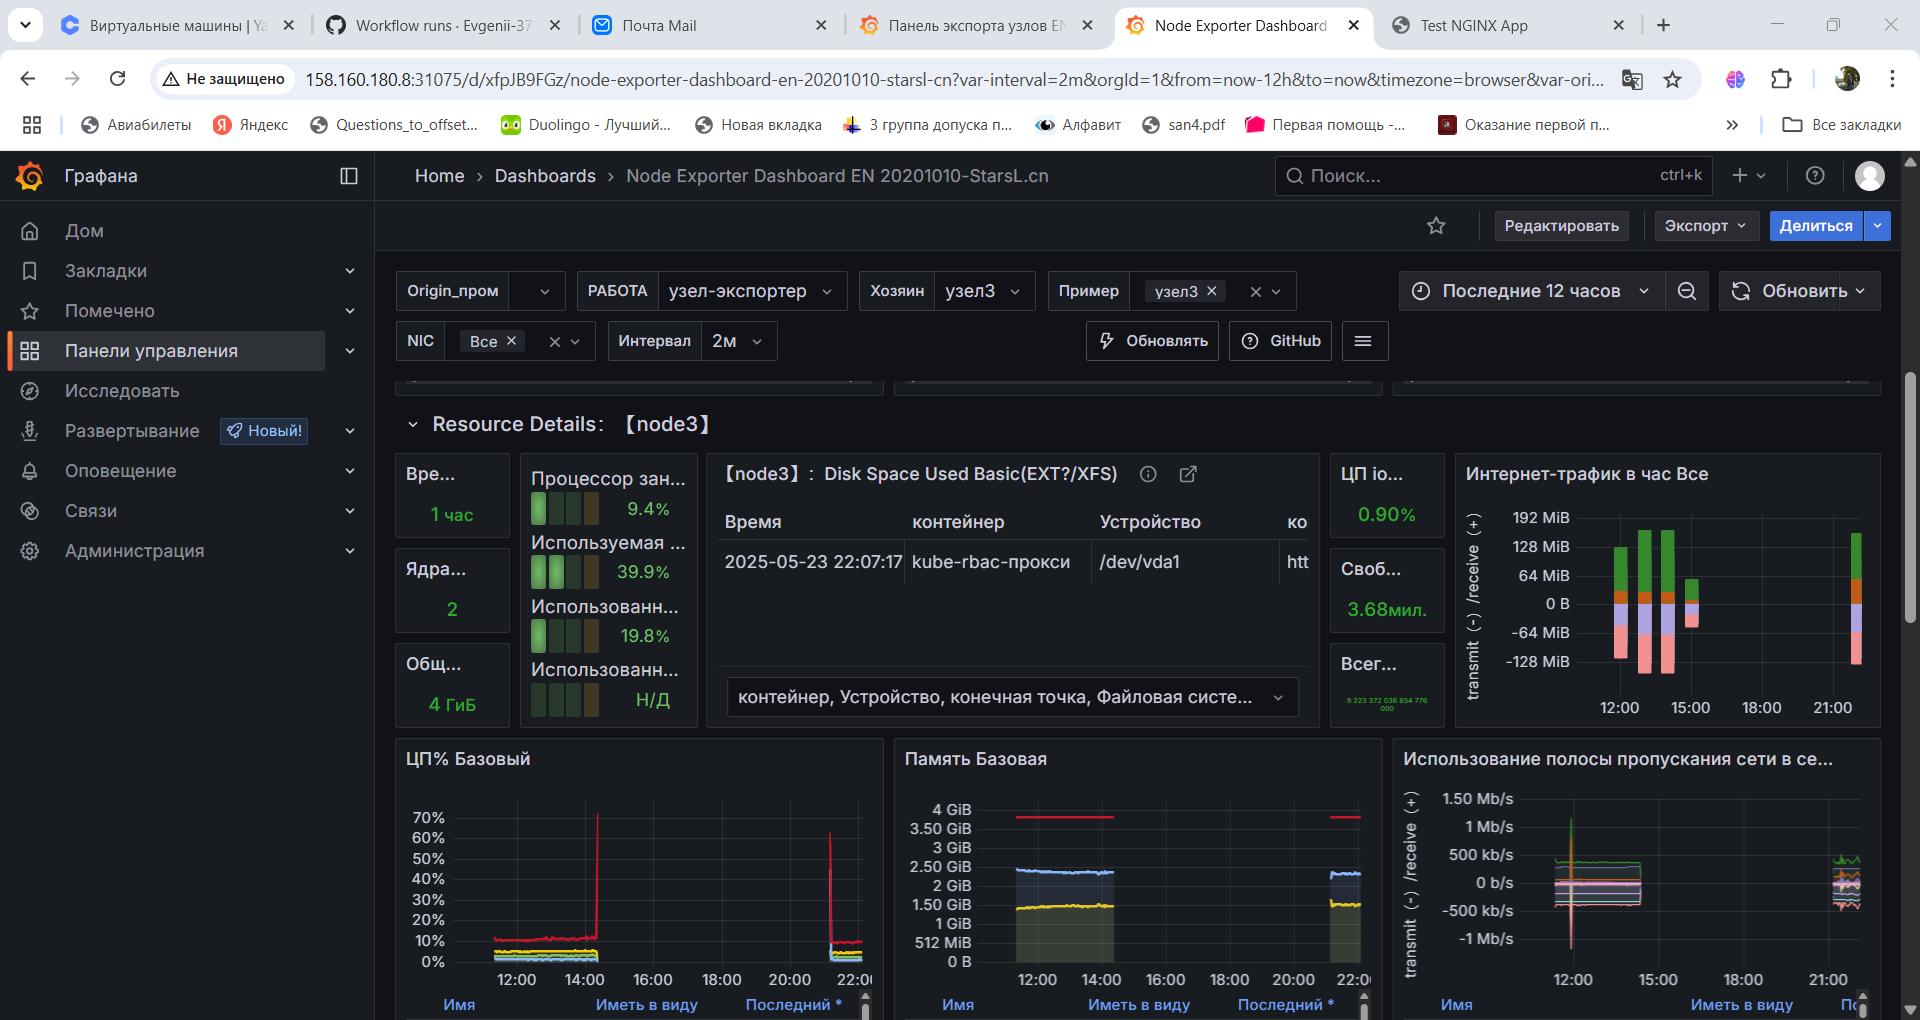 Виртуальные машины | Ya
Workflow runs · Evgenii-37
Почта Mail
Панель экспорта узлов EN
Node Exporter Dashboard
Test NGINX App
Не защищено
158.160.180.8:31075/d/xfpJB9FGz/node-exporter-dashboard-en-20201010-starsl-cn?var-interval=2m&orgId=1&from=now-12h&to=now&timezone=browser&var-ori...
Авиабилеты
Яндекс
Questions_to_offset...
Duolingo - Лучший...
Новая вкладка
3 группа допуска п...
Алфавит
san4.pdf
Первая помощь -...
Оказание первой п...
Все закладки
Графана
Home › Dashboards › Node Exporter Dashboard EN 20201010-StarsL.cn
Поиск...
ctrl+k
Дом
Закладки
Помечено
Панели управления
Исследовать
Развертывание
Новый!
Оповещение
Связи
Администрация
Редактировать
Экспорт
Делиться
Origin_пром
РАБОТА
узел-экспортер
Хозяин
узел3
Пример
узел3
Последние 12 часов
Обновить
NIC
Все
Интервал
2м
Обновлять
GitHub
Resource Details: 【node3】
Вре...
1 час
Ядра...
2
Общ...
4 ГиБ
Процессор зан...
9.4%
Используемая ...
39.9%
Использованн...
19.8%
Использованн...
Н/Д
【node3】: Disk Space Used Basic(EXT?/XFS)
Время
контейнер
Устройство
ко
2025-05-23 22:07:17
kube-rbac-прокси
/dev/vda1
htt
контейнер, Устройство, конечная точка, Файловая систе...
ЦП io...
0.90%
Своб...
3.68мил.
Всег...
9 223 372 036 854 776
000
Интернет-трафик в час Все
transmit (-) /receive (+)
192 MiB
128 MiB
64 MiB
0 B
-64 MiB
-128 MiB
12:00
15:00
18:00
21:00
ЦП% Базовый
70%
60%
50%
40%
30%
20%
10%
0%
12:00
14:00
16:00
18:00
20:00
22:0
Имя
Иметь в виду
Последний *
Память Базовая
4 GiB
3.50 GiB
3 GiB
2.50 GiB
2 GiB
1.50 GiB
1 GiB
512 MiB
0 B
12:00
14:00
16:00
18:00
20:00
22:0
Имя
Иметь в виду
Последний *
Использование полосы пропускания сети в се...
transmit (-) /receive (+)
1.50 Mb/s
1 Mb/s
500 kb/s
0 b/s
-500 kb/s
-1 Mb/s
12:00
15:00
18:00
21:00
Имя
Иметь в виду